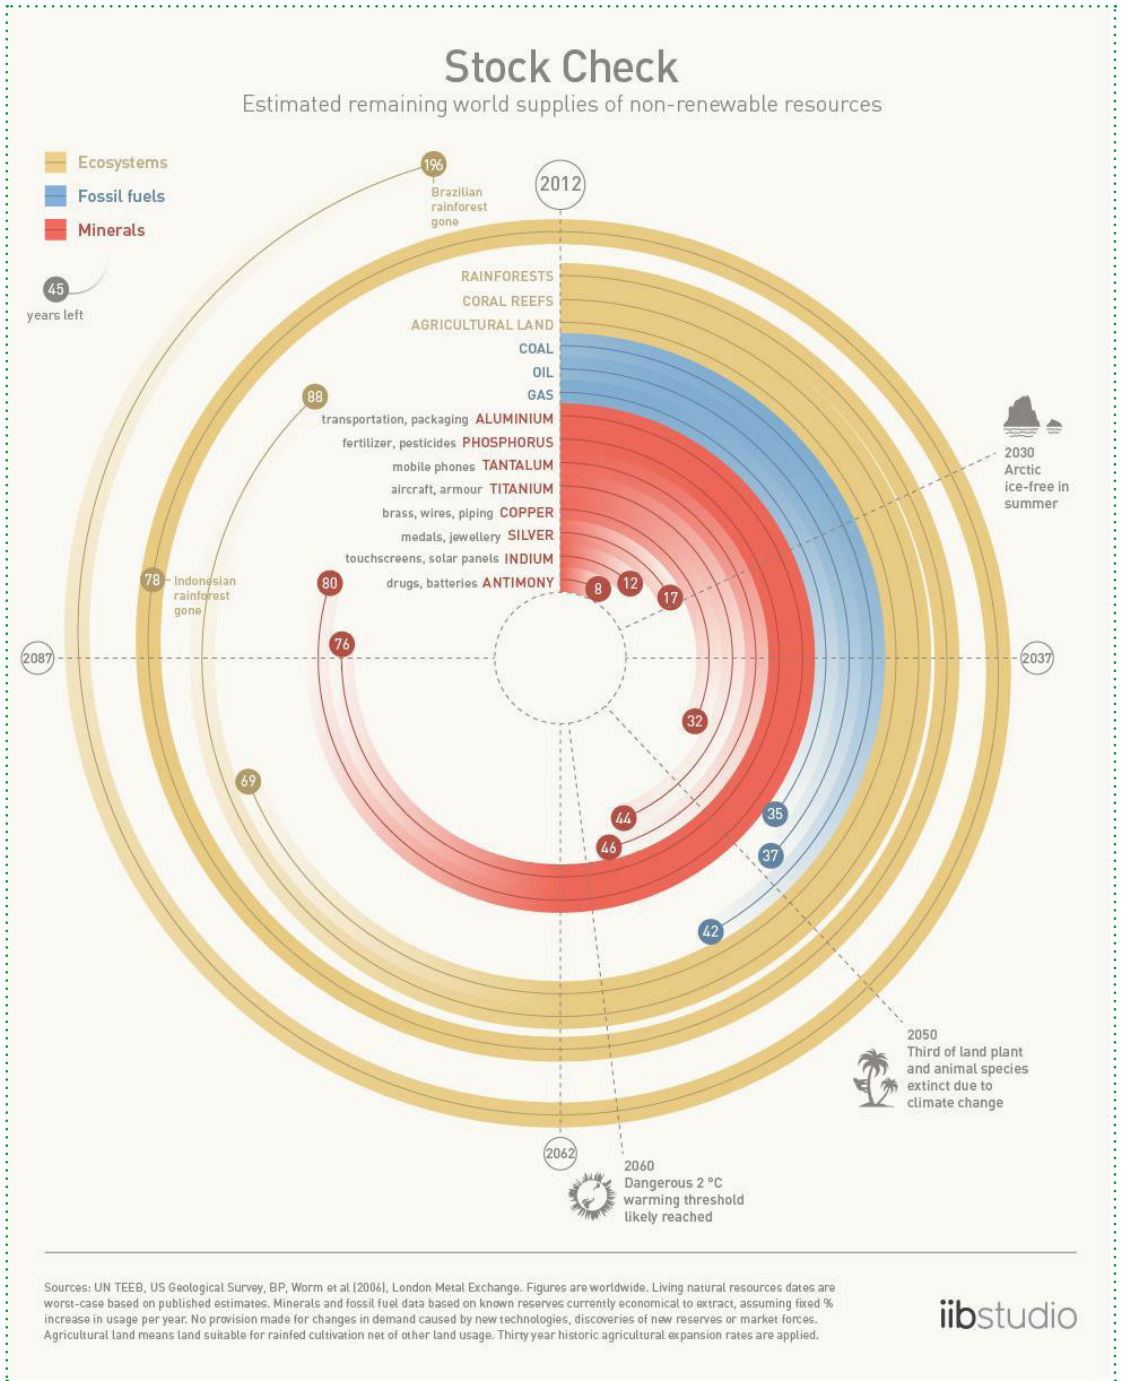 Stock Check
Estimated remaining world supplies of non-renewable resources
Ecosystems
Fossil fuels
Minerals
45
years left
196
Brazilian
rainforest
gone
2012
RAINFORESTS
CORAL REEFS
AGRICULTURAL LAND
COAL
OIL
GAS
transportation, packaging ALUMINIUM
fertilizer, pesticides PHOSPHORUS
mobile phones TANTALUM
aircraft, armour TITANIUM
brass, wires, piping COPPER
medals, jewellery SILVER
touchscreens, solar panels INDIUM
drugs, batteries ANTIMONY
88
78
Indonesian
rainforest
gone
80
76
69
8
12
17
32
44
46
35
37
42
2030
Arctic
ice-free in
summer
2087
2037
2050
Third of land plant
and animal species
extinct due to
climate change
2062
2060
Dangerous 2 °C
warming threshold
likely reached
Sources: UN TEEB, US Geological Survey, BP, Worm et al (2006), London Metal Exchange. Figures are worldwide. Living natural resources dates are
worst-case based on published estimates. Minerals and fossil fuel data based on known reserves currently economical to extract, assuming fixed %
increase in usage per year. No provision made for changes in demand caused by new technologies, discoveries of new reserves or market forces.
Agricultural land means land suitable for rainfed cultivation net of other land usage. Thirty year historic agricultural expansion rates are applied.
iibstudio